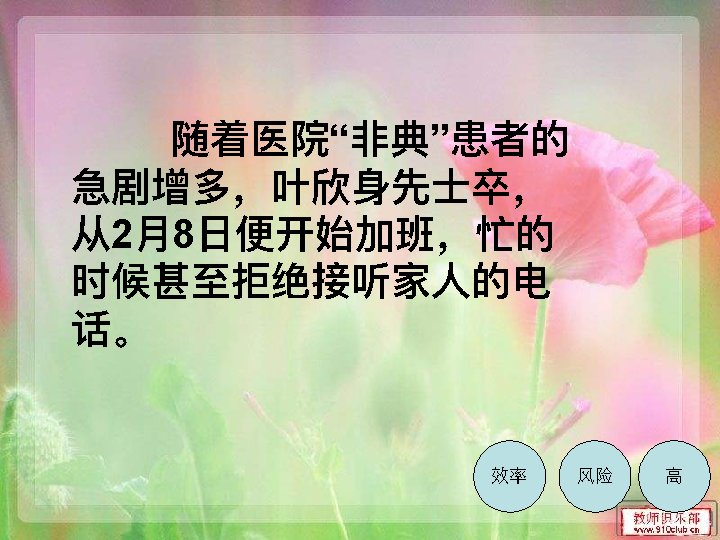 随着医院“非典”患者的
急剧增多，叶欣身先士卒，
从2月8日便开始加班，忙的
时候甚至拒绝接听家人的电
话。
效率
风险
高
教师俱乐部
www.910club.cn